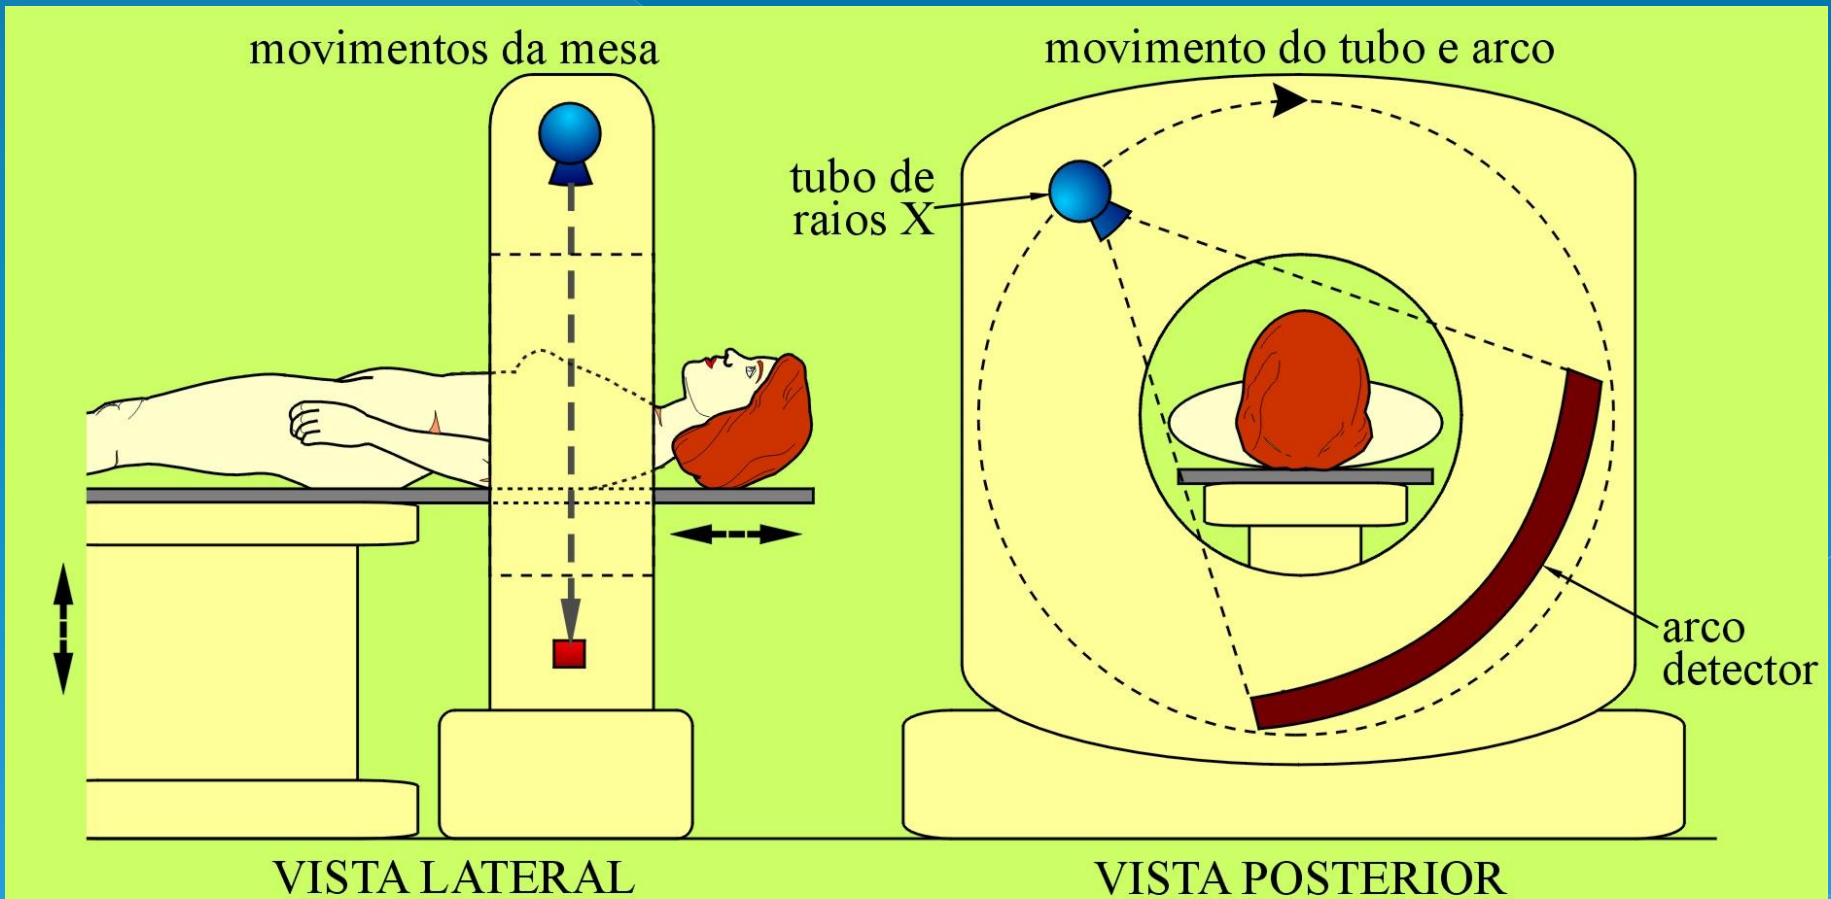 movimentos da mesa
movimento do tubo e arco
tubo de
raios X
arco
detector
VISTA LATERAL
VISTA POSTERIOR